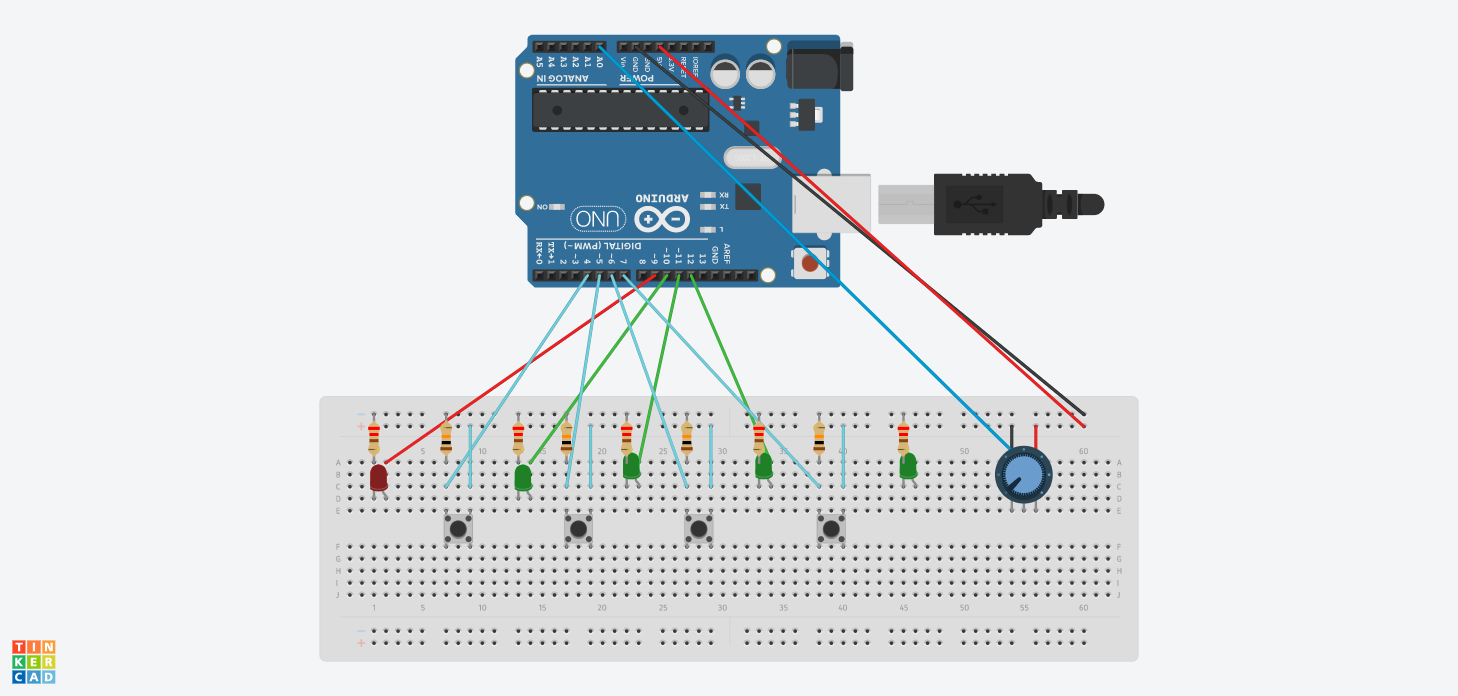 A5 A4 A3 A2 A1 A0 Vin GND GND 5V 3.3V RESET IOREF
ANALOG IN POWER
RX
TX
ARDUINO
ON
UNO
L
DIGITAL (PWM~)
RX←0 TX→1 2 ~3 4 ~5 ~6 7 8 ~9 ~10 ~11 12 13 GND AREF
5 10 15 20 25 30 35 40 45 50 60
A A
B B
C C
D D
E E
F F
G G
H H
I I
J J
1 5 10 15 20 25 30 35 40 45 50 55 60
TIN
KER
CAD